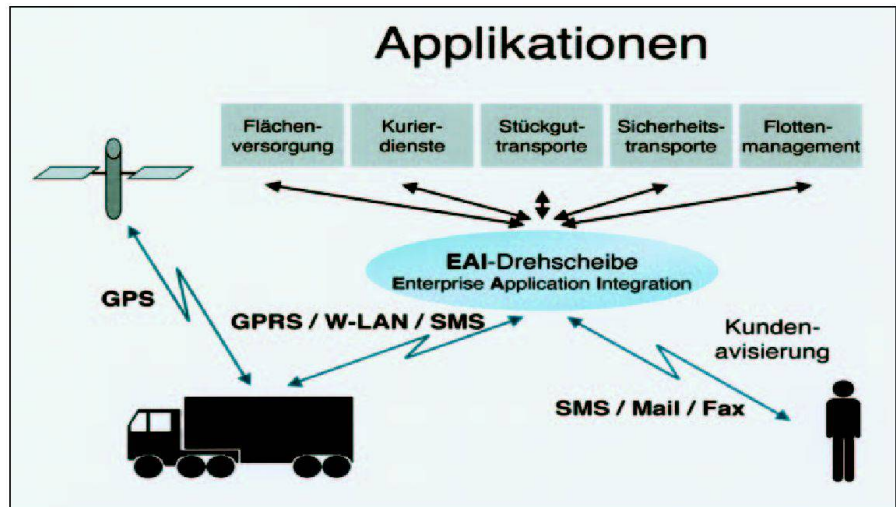 Applikationen
Flächen-
versorgung
Kurier-
dienste
Stückgut-
transporte
Sicherheits-
transporte
Flotten-
management
EAI-Drehscheibe
Enterprise Application Integration
GPS
GPRS / W-LAN / SMS
Kunden-
avisierung
SMS / Mail / Fax